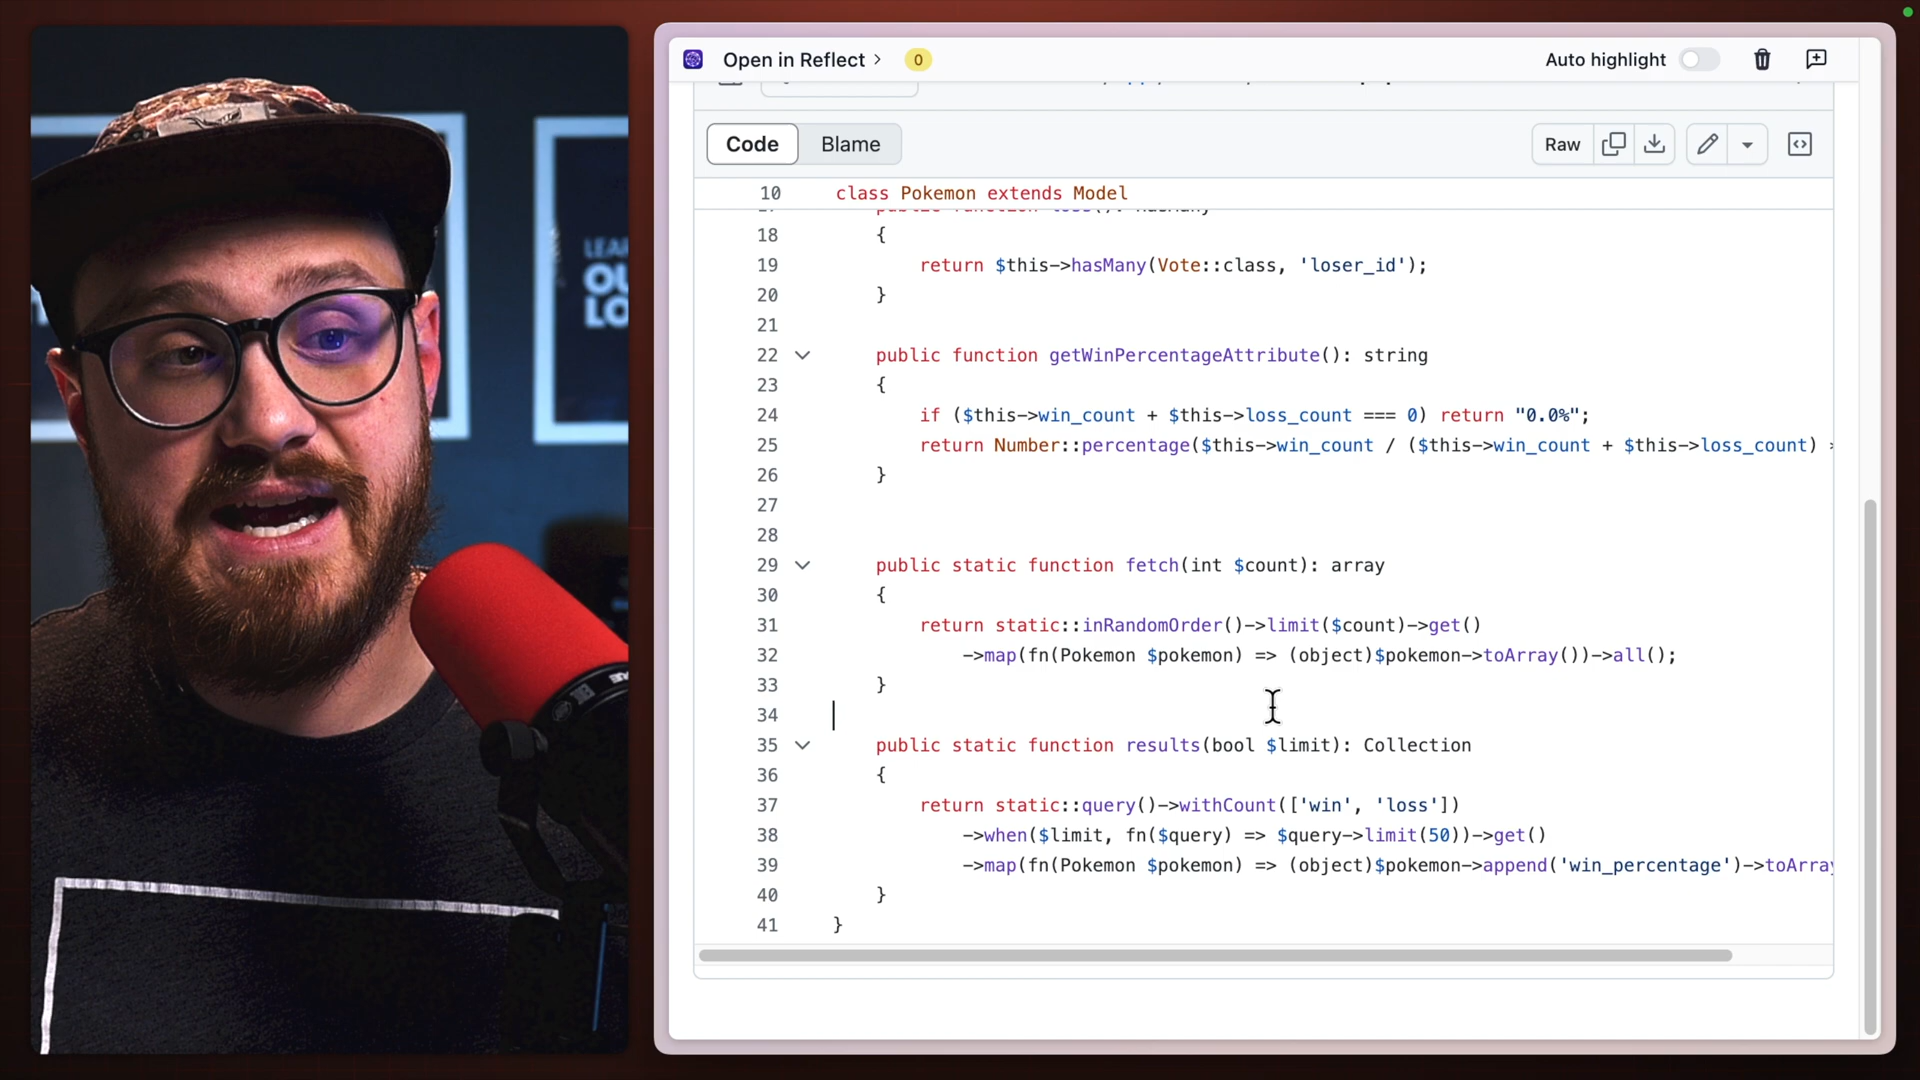 LEA
OU
LO
Open in Reflect > 0 Auto highlight
Code Blame Raw
10 class Pokemon extends Model
18 {
19 return $this->hasMany(Vote::class, 'loser_id');
20 }
21
22 public function getWinPercentageAttribute(): string
23 {
24 if ($this->win_count + $this->loss_count === 0) return "0.0%";
25 return Number::percentage($this->win_count / ($this->win_count + $this->loss_count)
26 }
27
28
29 public static function fetch(int $count): array
30 {
31 return static::inRandomOrder()->limit($count)->get()
32 ->map(fn(Pokemon $pokemon) => (object)$pokemon->toArray())->all();
33 }
34
35 public static function results(bool $limit): Collection
36 {
37 return static::query()->withCount(['win', 'loss'])
38 ->when($limit, fn($query) => $query->limit(50))->get()
39 ->map(fn(Pokemon $pokemon) => (object)$pokemon->append('win_percentage')->toArray
40 }
41 }